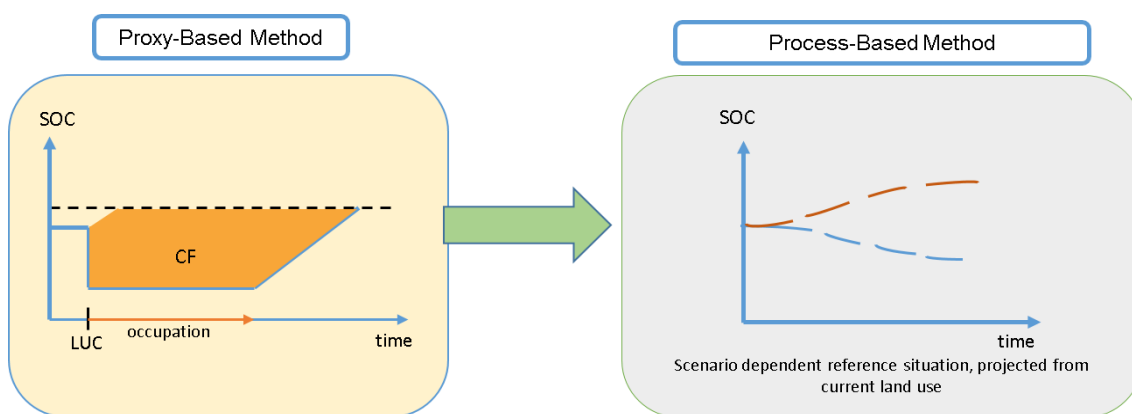 Proxy-Based Method
Process-Based Method
SOC
CF
LUC
occupation
time
SOC
time
Scenario dependent reference situation, projected from
current land use